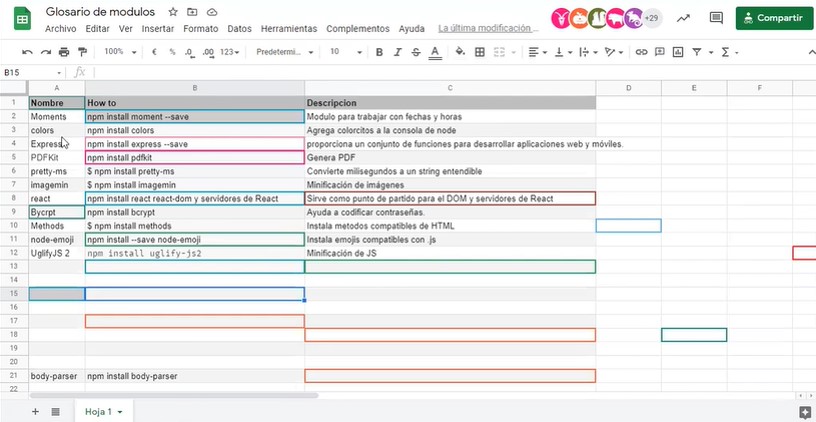 Glosario de modulos
Archivo Editar Ver Insertar Formato Datos Herramientas Complementos Ayuda La última modificación ...
+29
Compartir
100% € % .0 .00 123 Predetermi... 10 B I S A
B15 fx
A B C D E F
1 Nombre How to Descripcion
2 Moments npm install moment --save Modulo para trabajar con fechas y horas
3 colors npm install colors Agrega colorcitos a la consola de node
4 Express npm install express --save proporciona un conjunto de funciones para desarrollar aplicaciones web y móviles.
5 PDFKit npm install pdfkit Genera PDF
6 pretty-ms $ npm install pretty-ms Convierte milisegundos a un string entendible
7 imagemin $ npm install imagemin Minificación de imágenes
8 react npm install react react-dom y servidores de React Sirve como punto de partido para el DOM y servidores de React
9 Bycrpt npm install bcrypt Ayuda a codificar contraseñas.
10 Methods $ npm install methods Instala metodos compatibles de HTML
11 node-emoji npm install --save node-emoji Instala emojis compatibles con .js
12 UglifyJS 2 npm install uglify-js2 Minificación de JS
13
14
15
16
17
18
19
20
21 body-parser npm install body-parser
22
Hoja 1